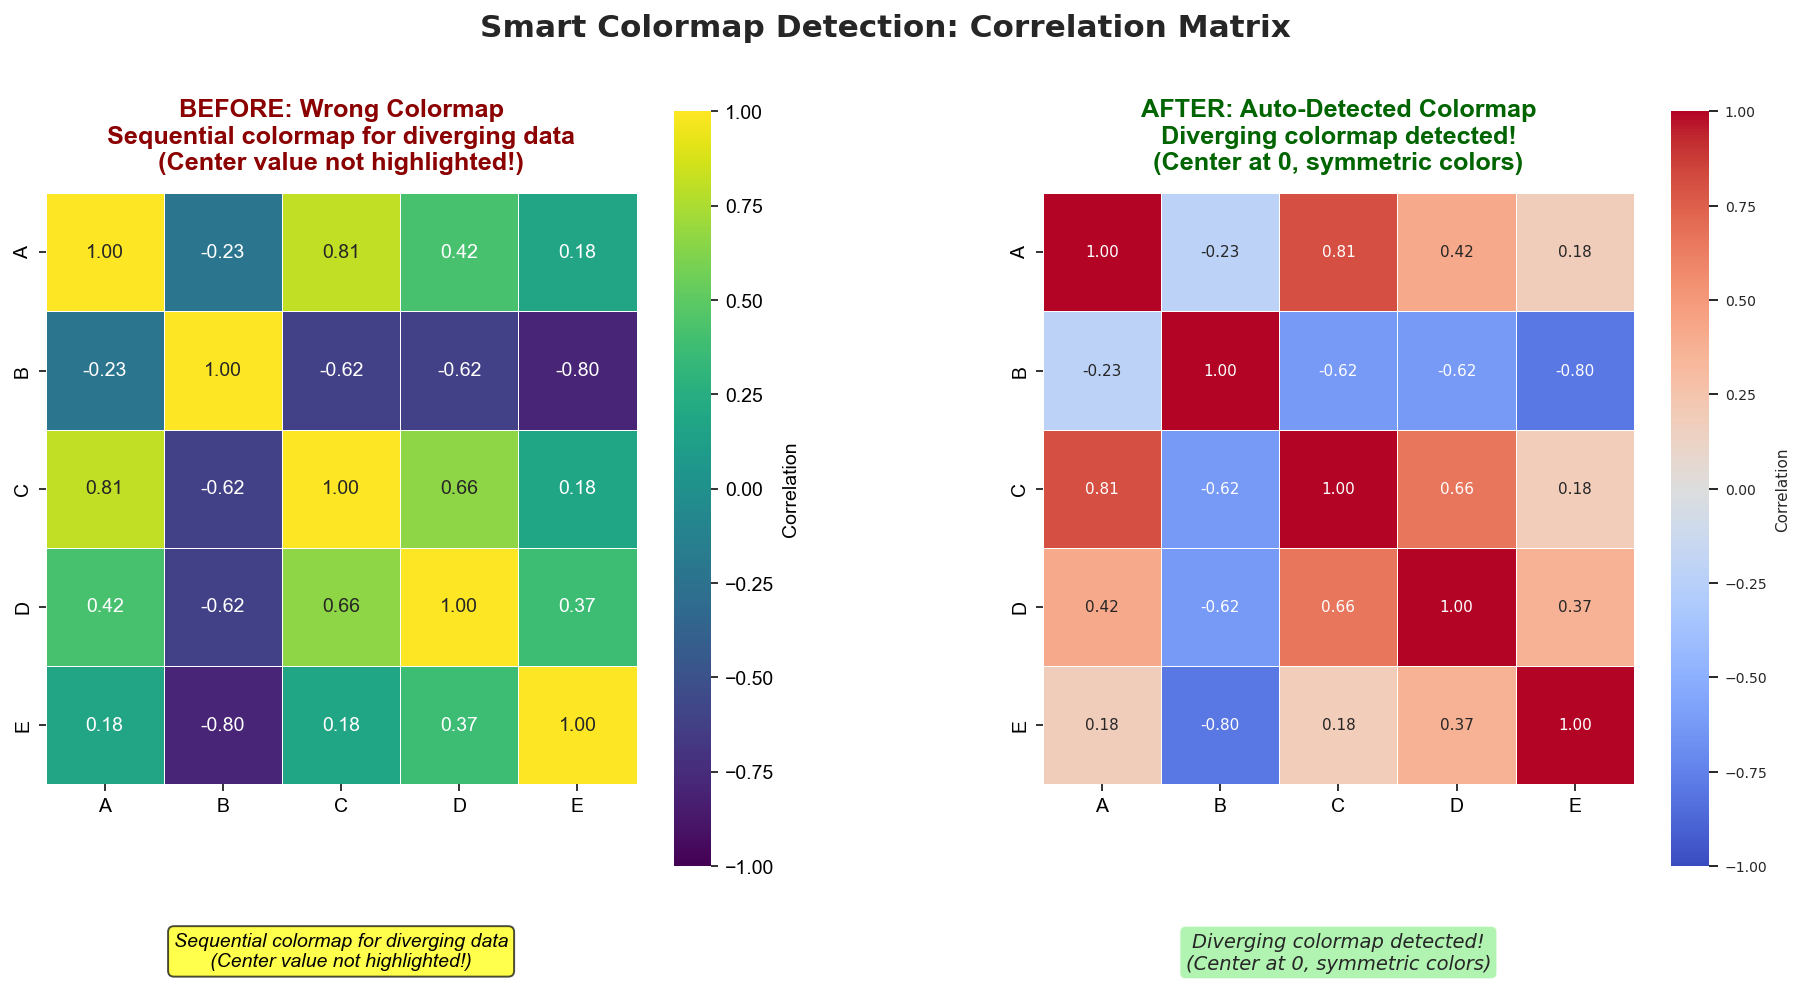 Smart Colormap Detection: Correlation Matrix
BEFORE: Wrong Colormap
Sequential colormap for diverging data
(Center value not highlighted!)
A 1.00 -0.23 0.81 0.42 0.18
B -0.23 1.00 -0.62 -0.62 -0.80
C 0.81 -0.62 1.00 0.66 0.18
D 0.42 -0.62 0.66 1.00 0.37
E 0.18 -0.80 0.18 0.37 1.00
A B C D E
1.00
0.75
0.50
0.25
0.00
−0.25
−0.50
−0.75
−1.00
Correlation
Sequential colormap for diverging data
(Center value not highlighted!)
AFTER: Auto-Detected Colormap
Diverging colormap detected!
(Center at 0, symmetric colors)
A 1.00 -0.23 0.81 0.42 0.18
B -0.23 1.00 -0.62 -0.62 -0.80
C 0.81 -0.62 1.00 0.66 0.18
D 0.42 -0.62 0.66 1.00 0.37
E 0.18 -0.80 0.18 0.37 1.00
A B C D E
1.00
0.75
0.50
0.25
0.00
−0.25
−0.50
−0.75
−1.00
Correlation
Diverging colormap detected!
(Center at 0, symmetric colors)